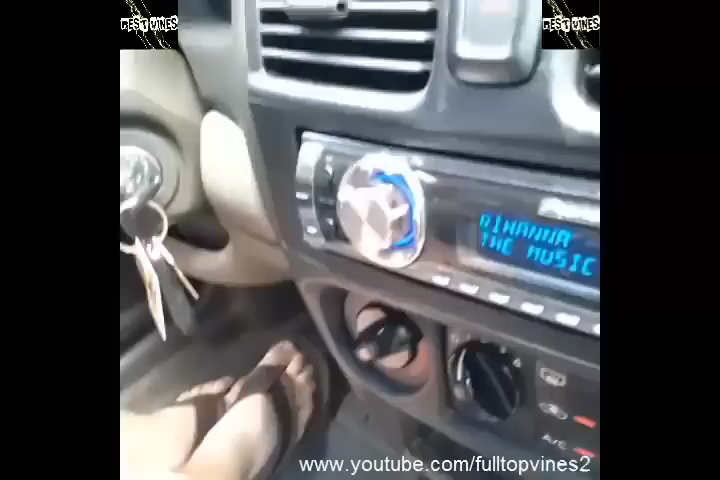 BEST VINES
BEST VINES
RIHANNA
THE MUSIC
A/C
www.youtube.com/fulltopvines2